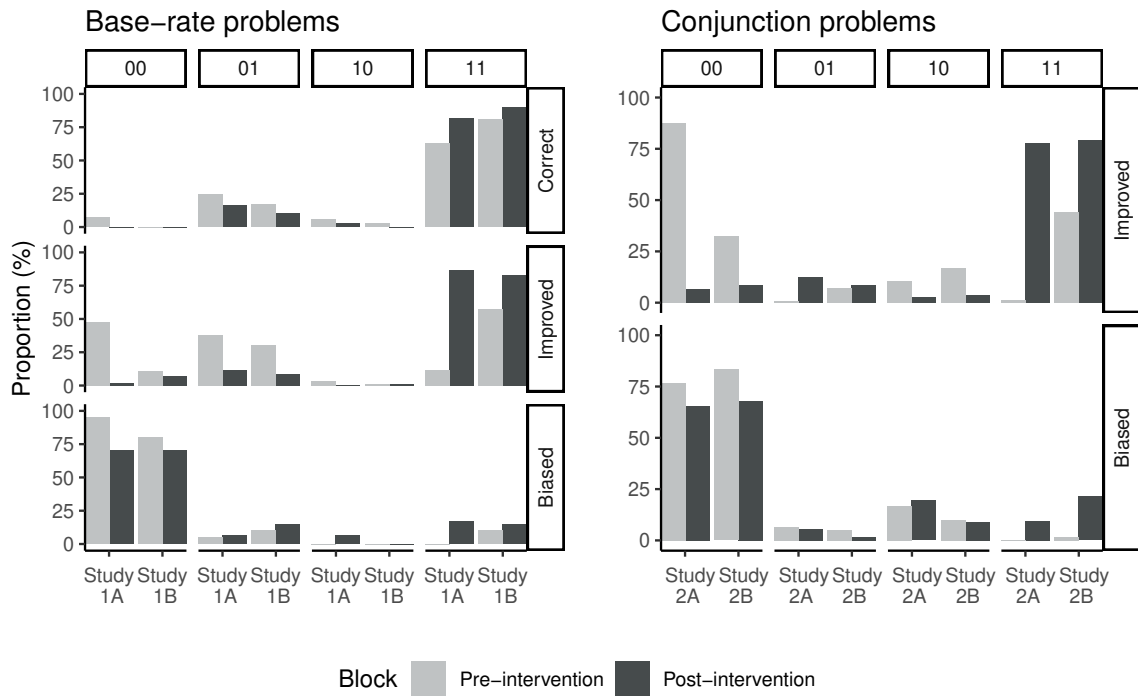 Base−rate problems
Conjunction problems
00 01 10 11
00 01 10 11
Proportion (%)
100
75
50
25
0
Correct
100
75
50
25
0
Improved
100
75
50
25
0
Biased
100
75
50
25
0
Improved
100
75
50
25
0
Biased
Study Study Study Study Study Study Study Study
1A 1B 1A 1B 1A 1B 1A 1B
Study Study Study Study Study Study Study Study
2A 2B 2A 2B 2A 2B 2A 2B
Block Pre−intervention Post−intervention